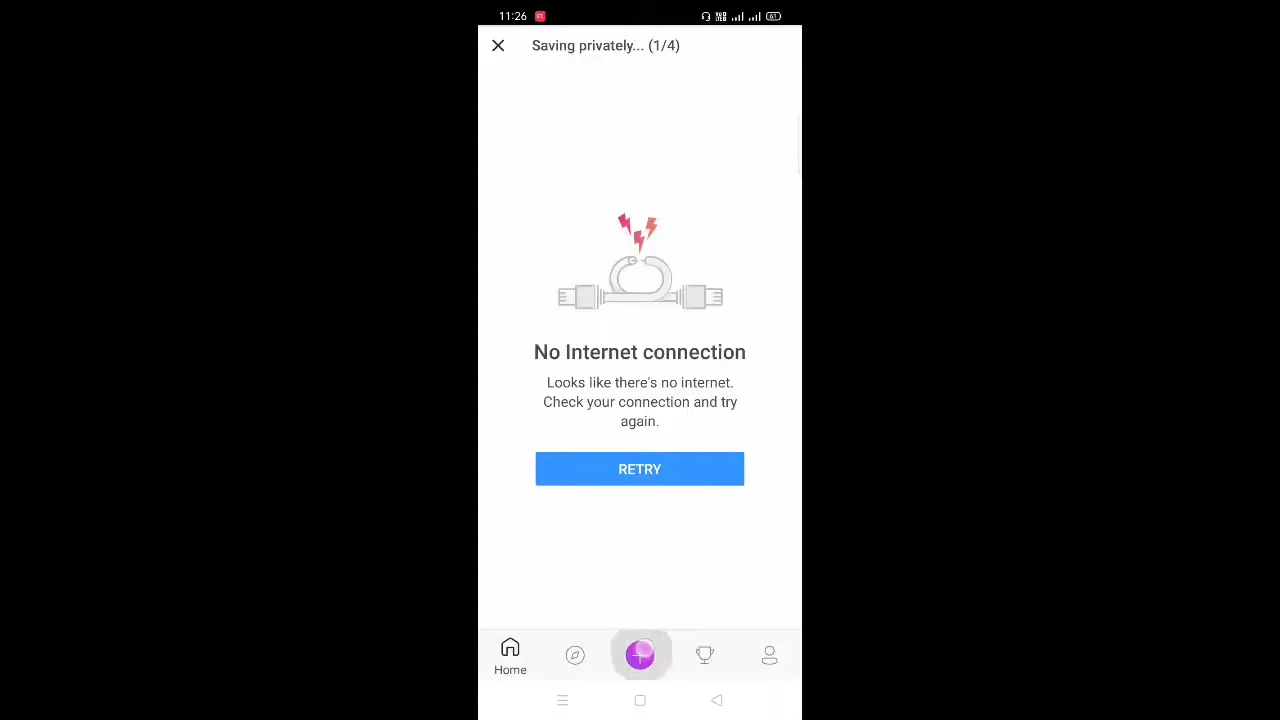 11:26
Saving privately... (1/4)
No Internet connection
Looks like there's no internet.
Check your connection and try
again.
RETRY
Home